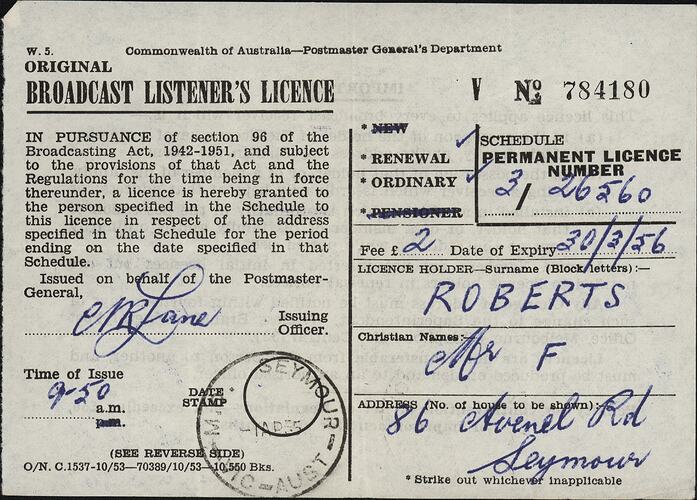 W. 5.
Commonwealth of Australia—Postmaster General's Department
ORIGINAL
BROADCAST LISTENER'S LICENCE
V No 784180
IN PURSUANCE of section 96 of the
Broadcasting Act, 1942-1951, and subject
to the provisions of that Act and the
Regulations for the time being in force
thereunder, a licence is hereby granted to
the person specified in the Schedule to
this licence in respect of the address
specified in that Schedule for the period
ending on the date specified in that
Schedule.
Issued on behalf of the Postmaster-
General,
Issuing
Officer.
Time of Issue
9-50
a.m.
p.m.
DATE
STAMP
SEYMOUR
1AP55
VIC-AUST
(SEE REVERSE SIDE)
O/N. C.1537-10/53—70389/10/53—10,550 Bks.
* NEW
* RENEWAL
* ORDINARY
* PENSIONER
SCHEDULE
PERMANENT LICENCE
NUMBER
3/26560
Fee £ 2 Date of Expiry 30/3/56
LICENCE HOLDER—Surname (Block letters):—
ROBERTS
Christian Names:
Mr F.
ADDRESS (No. of house to be shown):—
86 Avenel Rd
Seymour
* Strike out whichever inapplicable